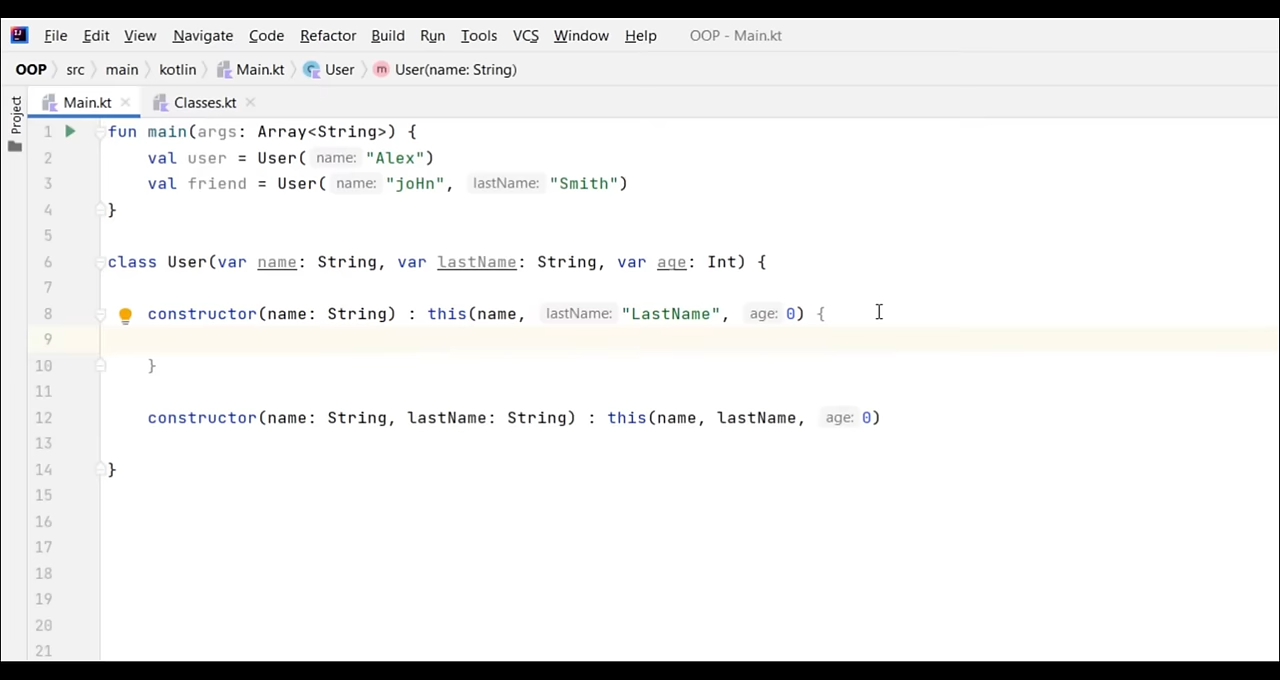 File Edit View Navigate Code Refactor Build Run Tools VCS Window Help OOP - Main.kt
OOP src main kotlin Main.kt User User(name: String)
Project
Main.kt Classes.kt
1 fun main(args: Array<String>) {
2 val user = User( name: "Alex")
3 val friend = User( name: "joHn", lastName: "Smith")
4 }
5
6 class User(var name: String, var lastName: String, var age: Int) {
7
8 constructor(name: String) : this(name, lastName: "LastName", age: 0) {
9
10 }
11
12 constructor(name: String, lastName: String) : this(name, lastName, age: 0)
13
14 }
15
16
17
18
19
20
21